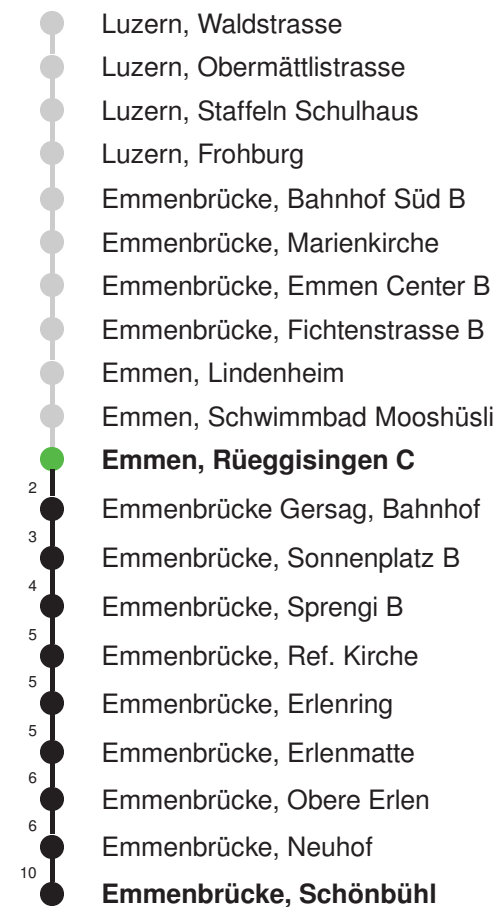 Luzern, Waldstrasse
Luzern, Obermättlistrasse
Luzern, Staffeln Schulhaus
Luzern, Frohburg
Emmenbrücke, Bahnhof Süd B
Emmenbrücke, Marienkirche
Emmenbrücke, Emmen Center B
Emmenbrücke, Fichtenstrasse B
Emmen, Lindenheim
Emmen, Schwimmbad Mooshüsli
Emmen, Rüeggisingen C
2 Emmenbrücke Gersag, Bahnhof
3 Emmenbrücke, Sonnenplatz B
4 Emmenbrücke, Sprengi B
5 Emmenbrücke, Ref. Kirche
5 Emmenbrücke, Erlenring
5 Emmenbrücke, Erlenmatte
6 Emmenbrücke, Obere Erlen
6 Emmenbrücke, Neuhof
10 Emmenbrücke, Schönbühl